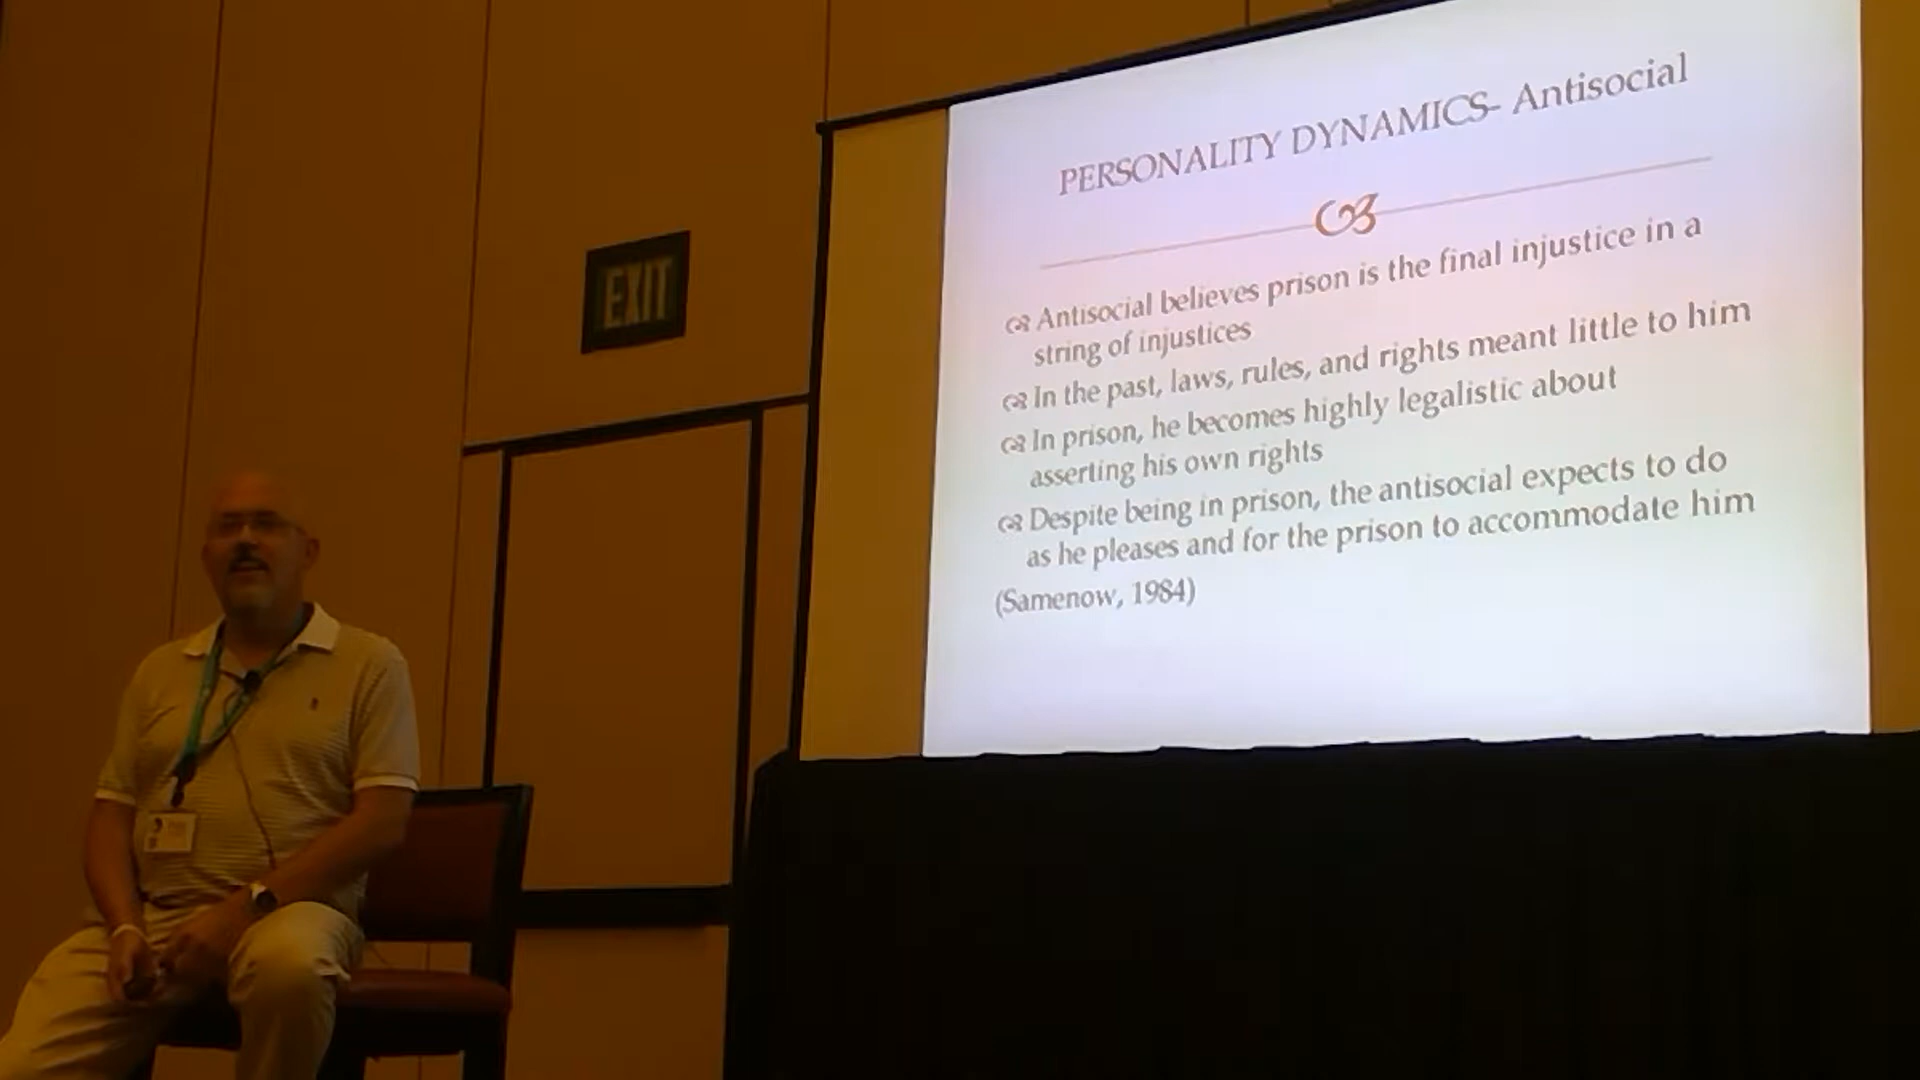 EXIT
PERSONALITY DYNAMICS- Antisocial
Antisocial believes prison is the final injustice in a
string of injustices
In the past, laws, rules, and rights meant little to him
In prison, he becomes highly legalistic about
asserting his own rights
Despite being in prison, the antisocial expects to do
as he pleases and for the prison to accommodate him
(Samenow, 1984)